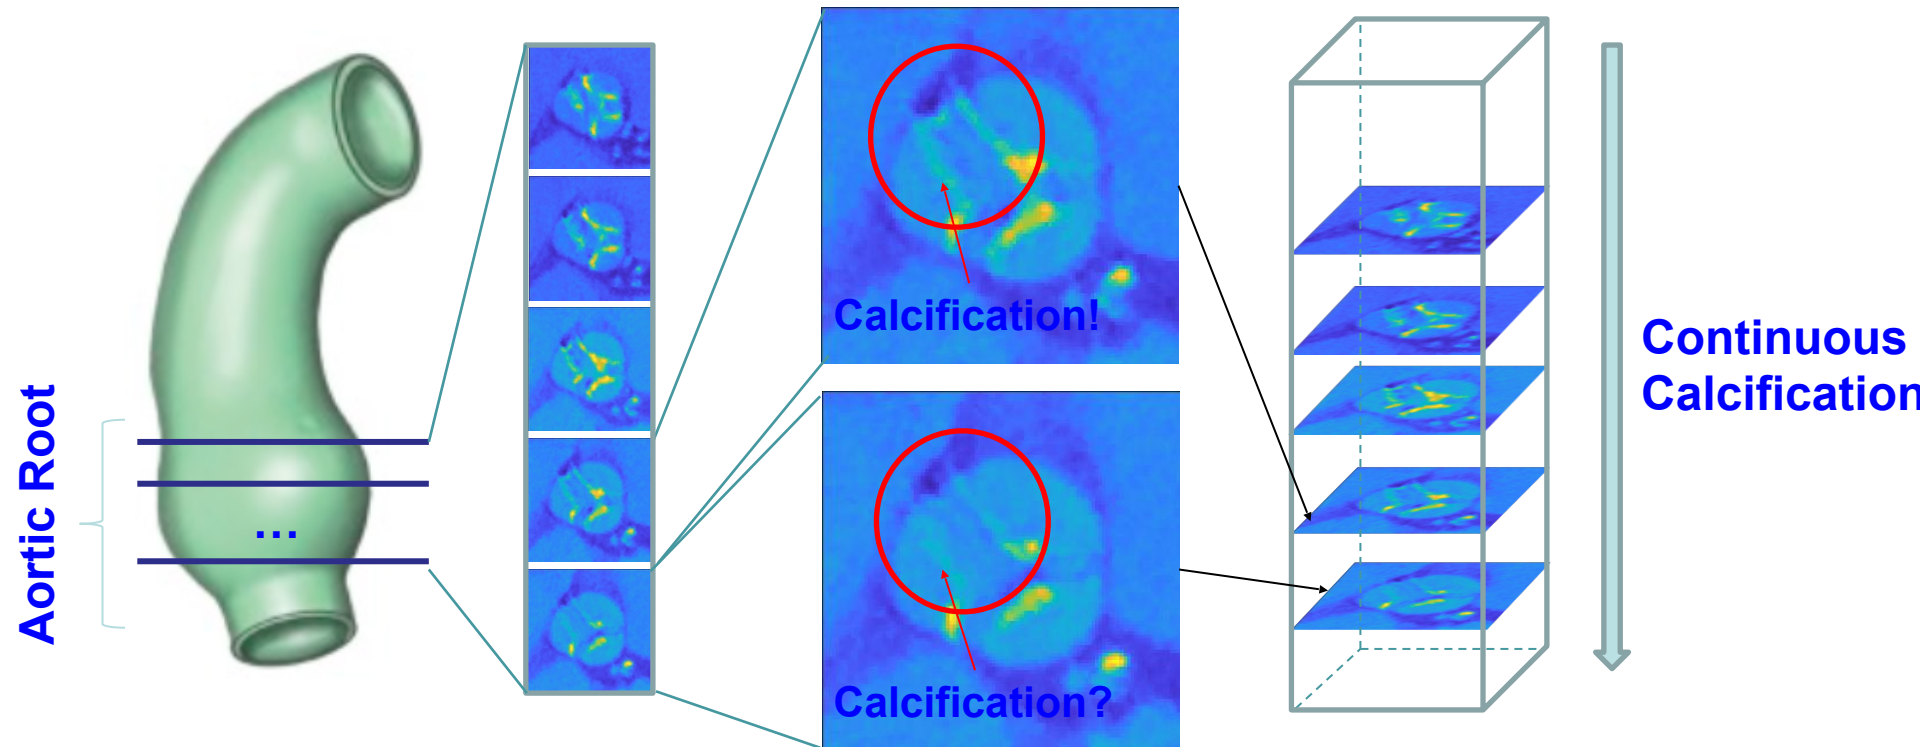 Aortic Root
...
Calcification!
Calcification?
Continuous
Calcification